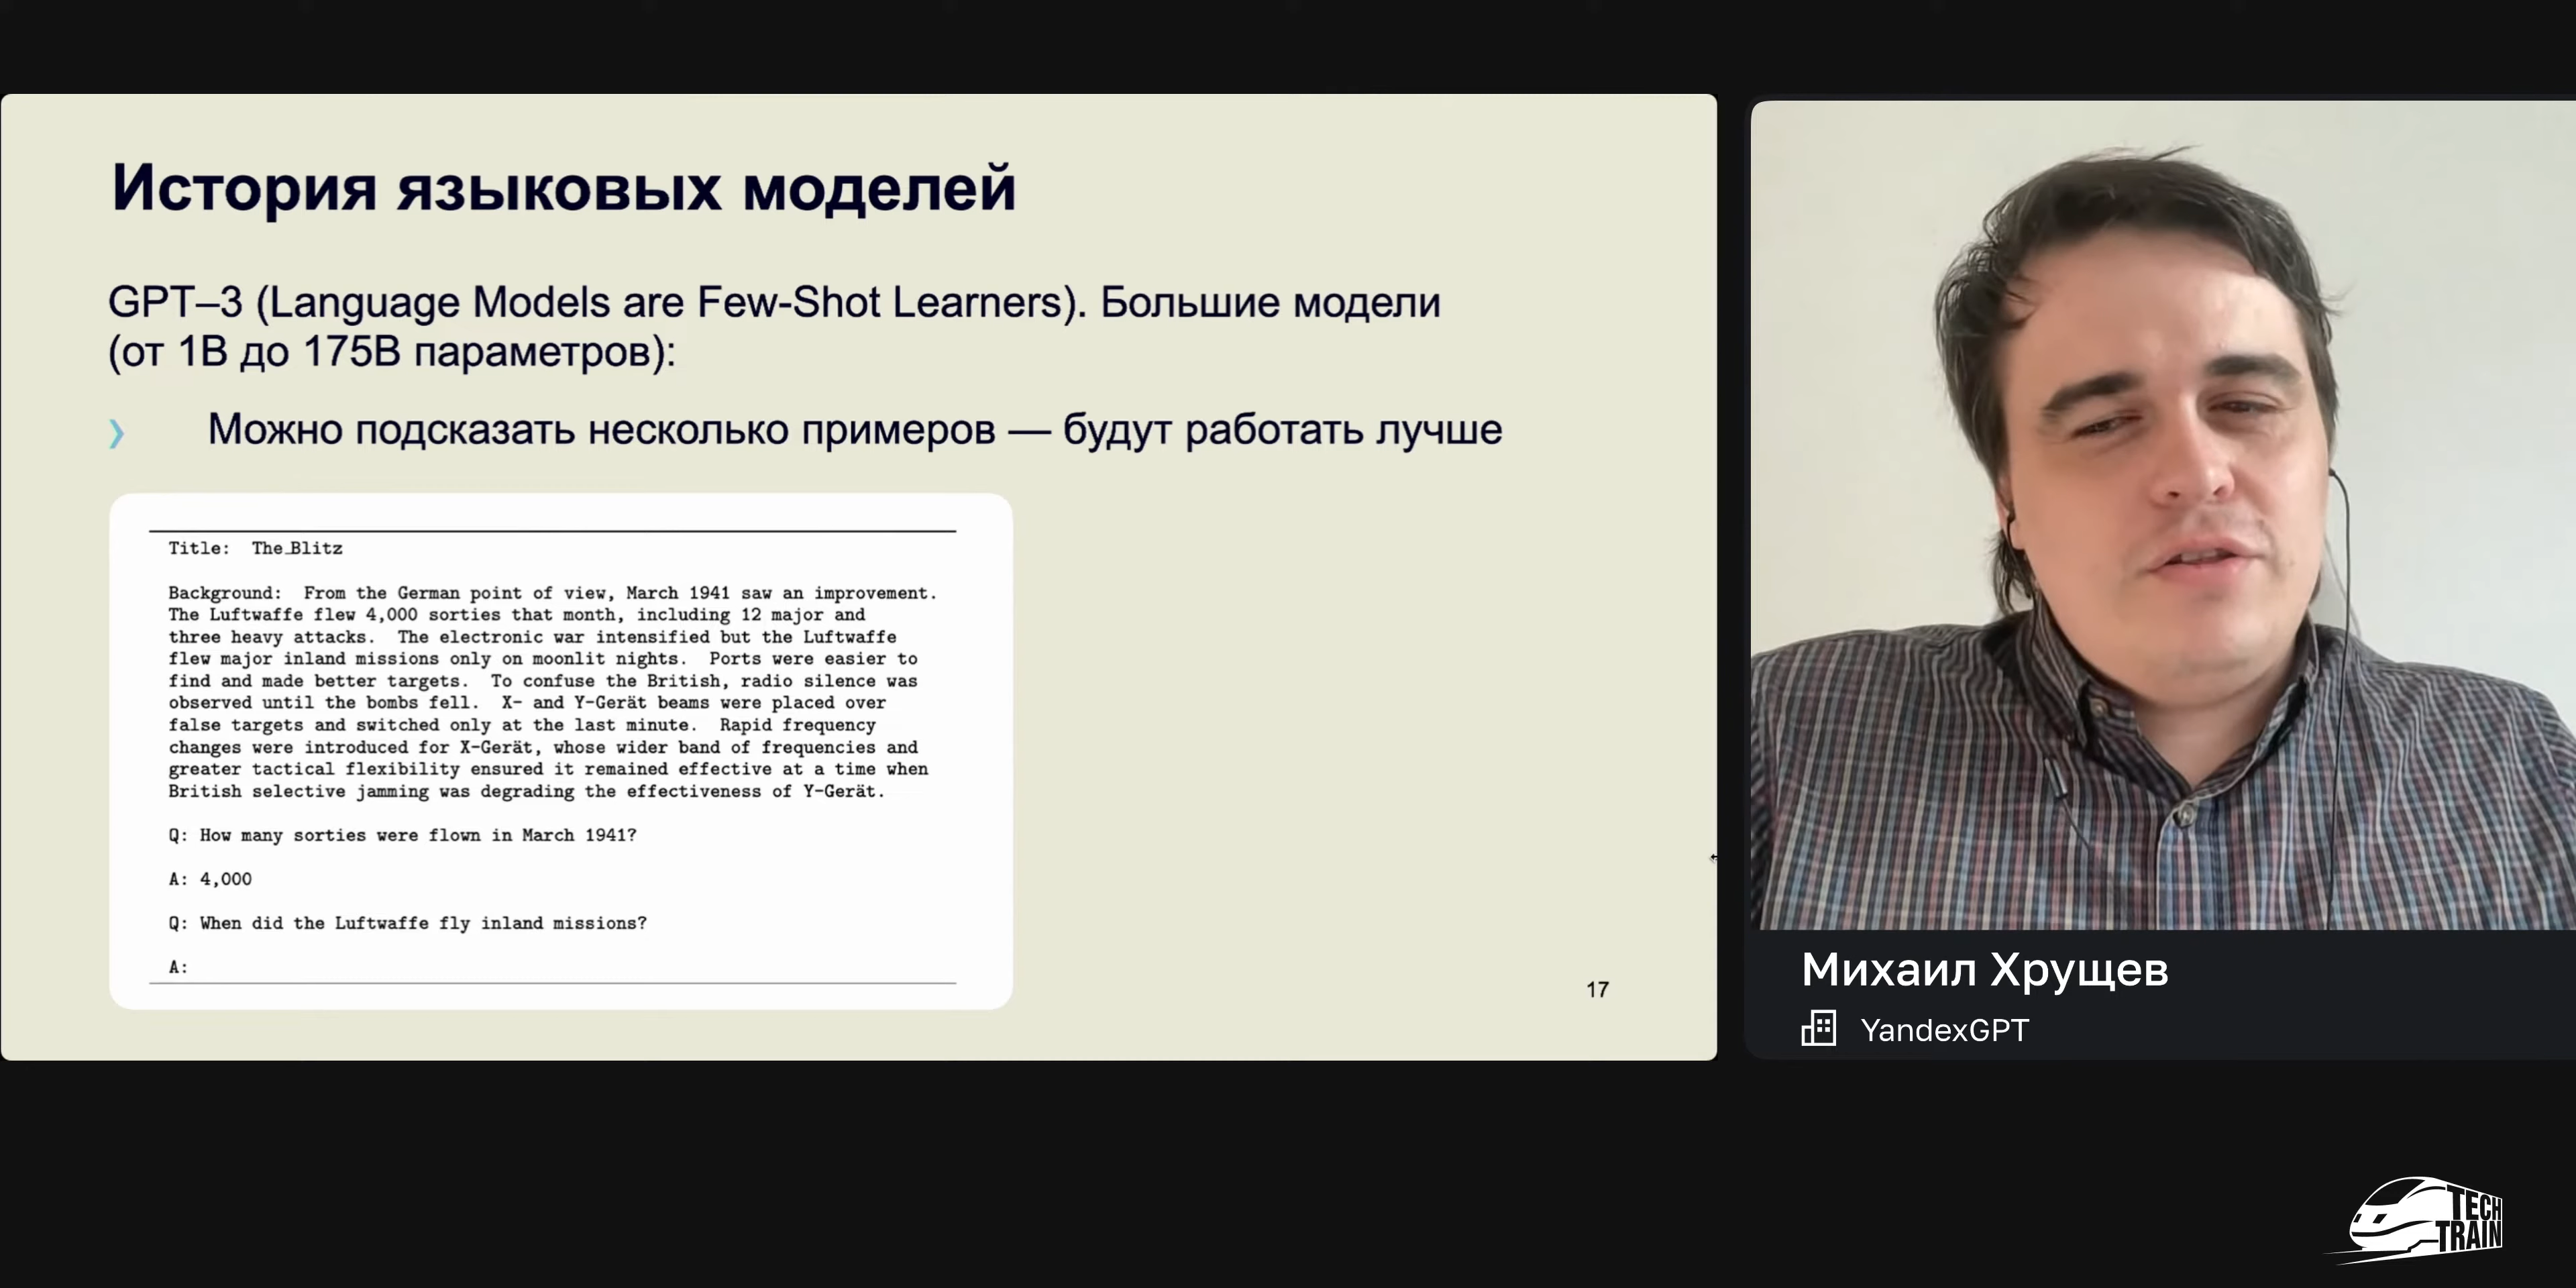 История языковых моделей
GPT–3 (Language Models are Few-Shot Learners). Большие модели
(от 1B до 175B параметров):
› Можно подсказать несколько примеров — будут работать лучше
Title: The_Blitz
Background: From the German point of view, March 1941 saw an improvement.
The Luftwaffe flew 4,000 sorties that month, including 12 major and
three heavy attacks. The electronic war intensified but the Luftwaffe
flew major inland missions only on moonlit nights. Ports were easier to
find and made better targets. To confuse the British, radio silence was
observed until the bombs fell. X- and Y-Gerät beams were placed over
false targets and switched only at the last minute. Rapid frequency
changes were introduced for X-Gerät, whose wider band of frequencies and
greater tactical flexibility ensured it remained effective at a time when
British selective jamming was degrading the effectiveness of Y-Gerät.
Q: How many sorties were flown in March 1941?
A: 4,000
Q: When did the Luftwaffe fly inland missions?
A:
17
Михаил Хрущев
YandexGPT
TECH
TRAIN